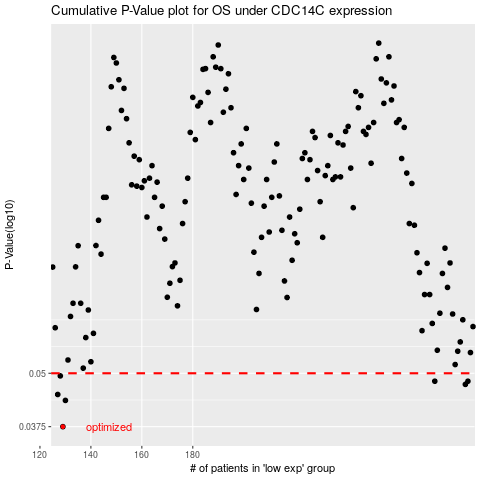 Cumulative P-Value plot for OS under CDC14C expression
P-Value(log10)
0.05
0.0375
optimized
120 140 160 180
# of patients in 'low exp' group